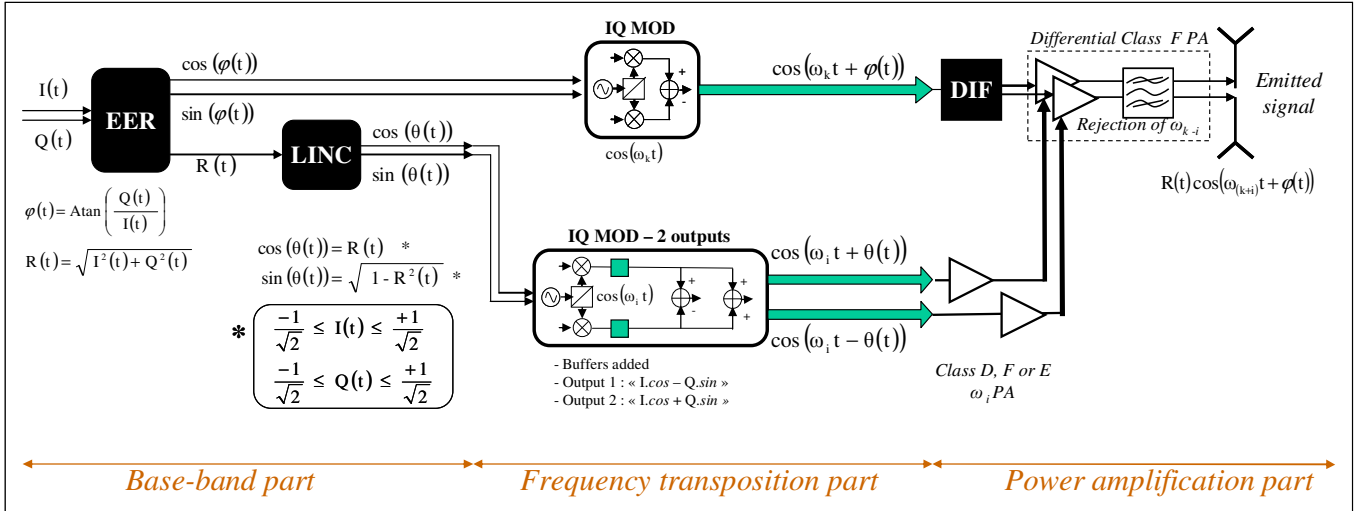 IQ MOD
Differential Class F PA
I(t)
Q(t)
EER
cos(φ(t))
sin(φ(t))
R(t)
LINC
cos(θ(t))
sin(θ(t))
+
-
cos(ω_k t)
cos(ω_k t + φ(t))
DIF
Rejection of ω_{k-i}
Emitted
signal
R(t)cos(ω_{(k+i)} t + φ(t))
φ(t) = Atan(Q(t)/I(t))
R(t) = √(I²(t) + Q²(t))
cos(θ(t)) = R(t) *
sin(θ(t)) = √(1 - R²(t)) *
*
-1/√2 ≤ I(t) ≤ +1/√2
-1/√2 ≤ Q(t) ≤ +1/√2
IQ MOD – 2 outputs
cos(ω_i t)
+
-
+
+
cos(ω_i t + θ(t))
cos(ω_i t − θ(t))
- Buffers added
- Output 1 : « I.cos – Q.sin »
- Output 2 : « I.cos + Q.sin »
Class D, F or E
ω_i PA
Base-band part
Frequency transposition part
Power amplification part